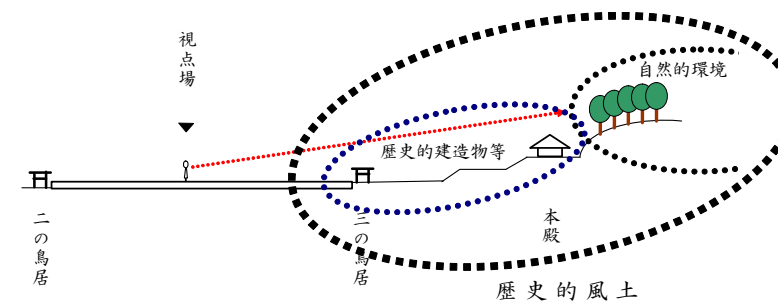 視点場
自然的環境
歴史的建造物等
本殿
二の鳥居
三の鳥居
歴史的風土